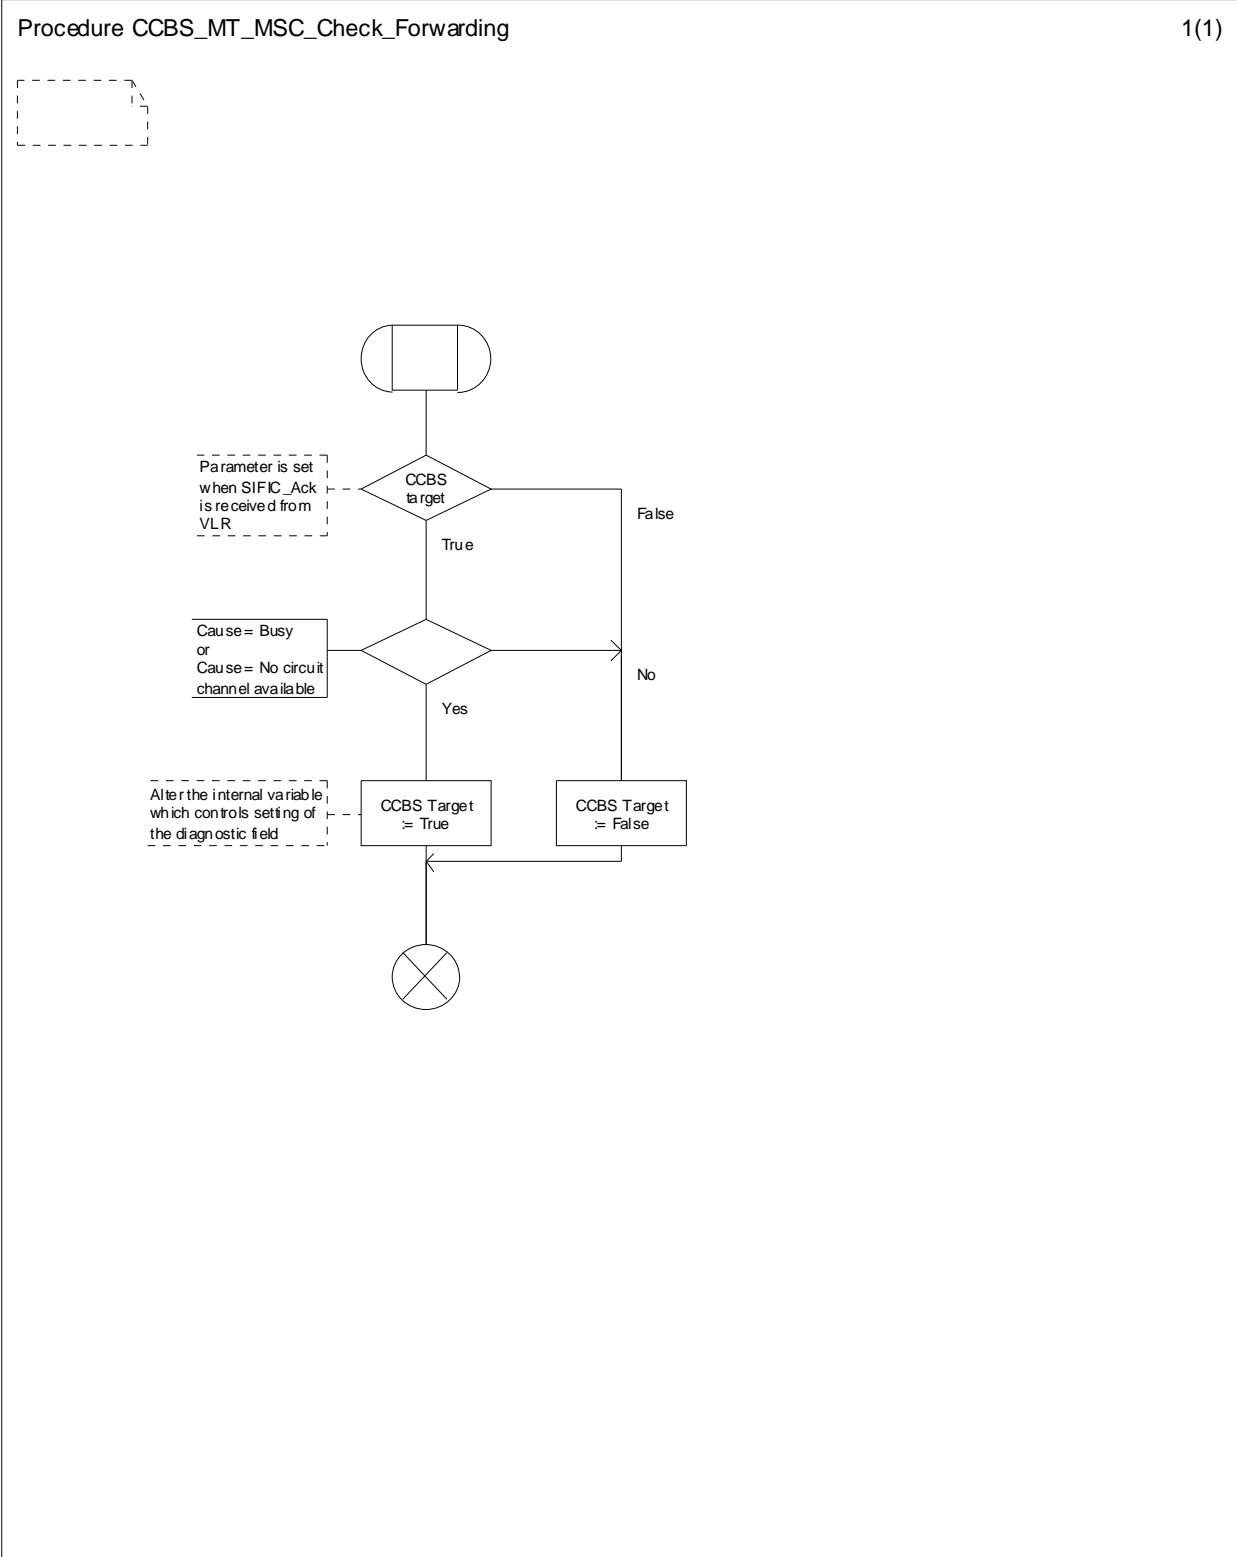 Procedure CCBS_MT_MSC_Check_Forwarding
1(1)
Parameter is set
when SIFIC_Ack
is received from
VLR
CCBS
target
False
True
Cause= Busy
or
Cause= No circuit
channel available
No
Yes
Alter the internal variable
which controls setting of
the diagnostic field
CCBS Target
:= True
CCBS Target
:= False